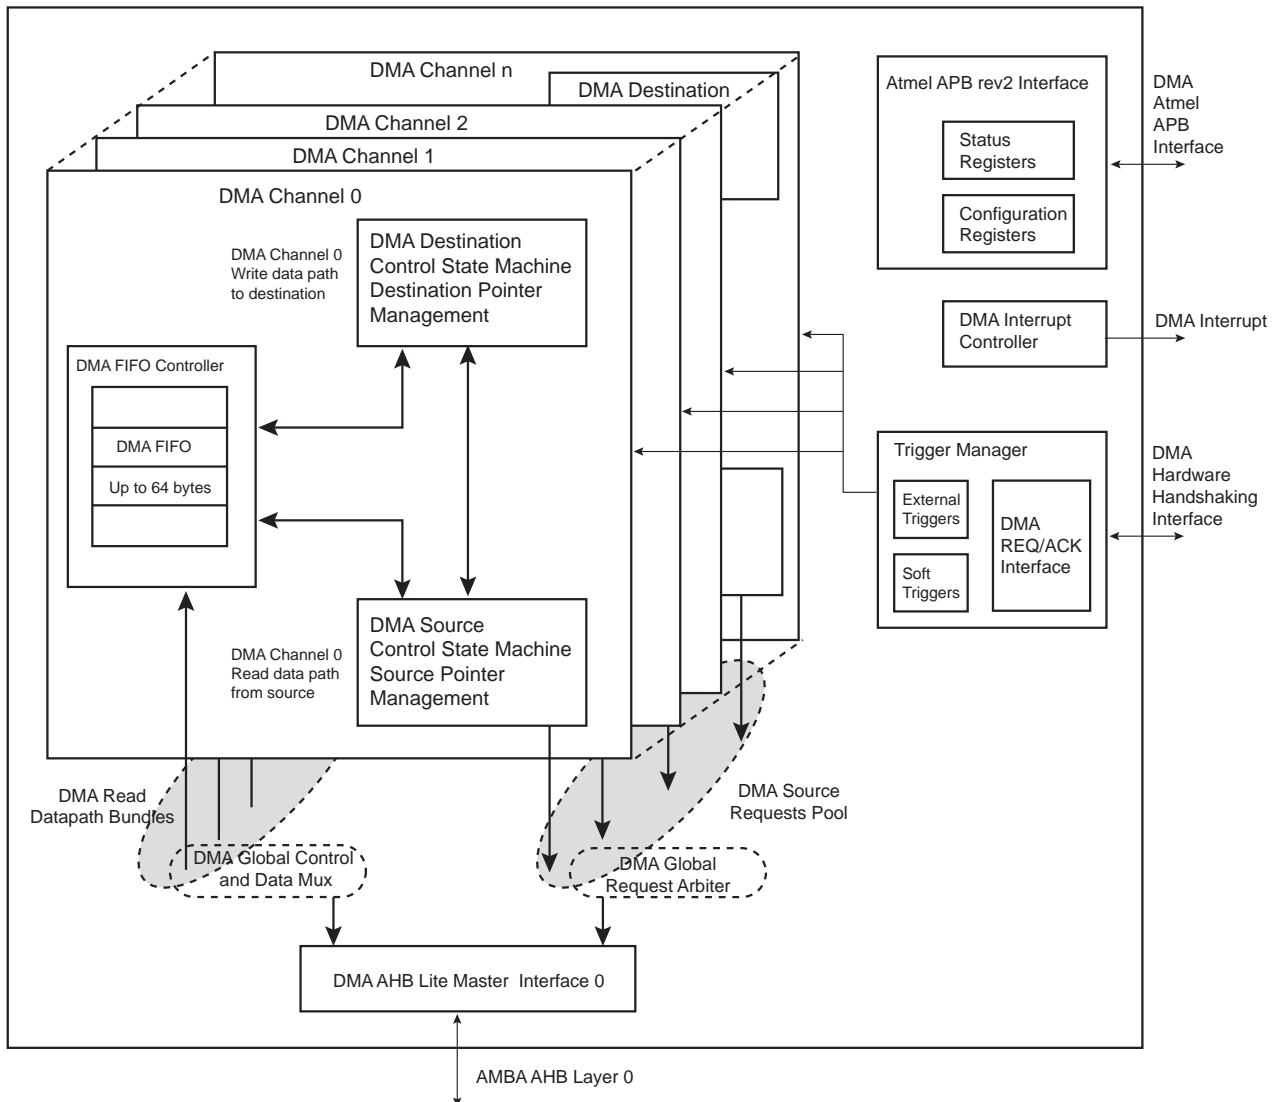 DMA Channel n
DMA Destination
DMA Channel 2
DMA Channel 1
DMA Channel 0
DMA Channel 0
Write data path
to destination
DMA Destination
Control State Machine
Destination Pointer
Management
DMA FIFO Controller
DMA FIFO
Up to 64 bytes
DMA Channel 0
Read data path
from source
DMA Source
Control State Machine
Source Pointer
Management
Atmel APB rev2 Interface
Status
Registers
Configuration
Registers
DMA
Atmel
APB
Interface
DMA Interrupt
Controller
DMA Interrupt
Trigger Manager
External
Triggers
Soft
Triggers
DMA
REQ/ACK
Interface
DMA
Hardware
Handshaking
Interface
DMA Read
Datapath Bundles
DMA Source
Requests Pool
DMA Global Control
and Data Mux
DMA Global
Request Arbiter
DMA AHB Lite Master Interface 0
AMBA AHB Layer 0